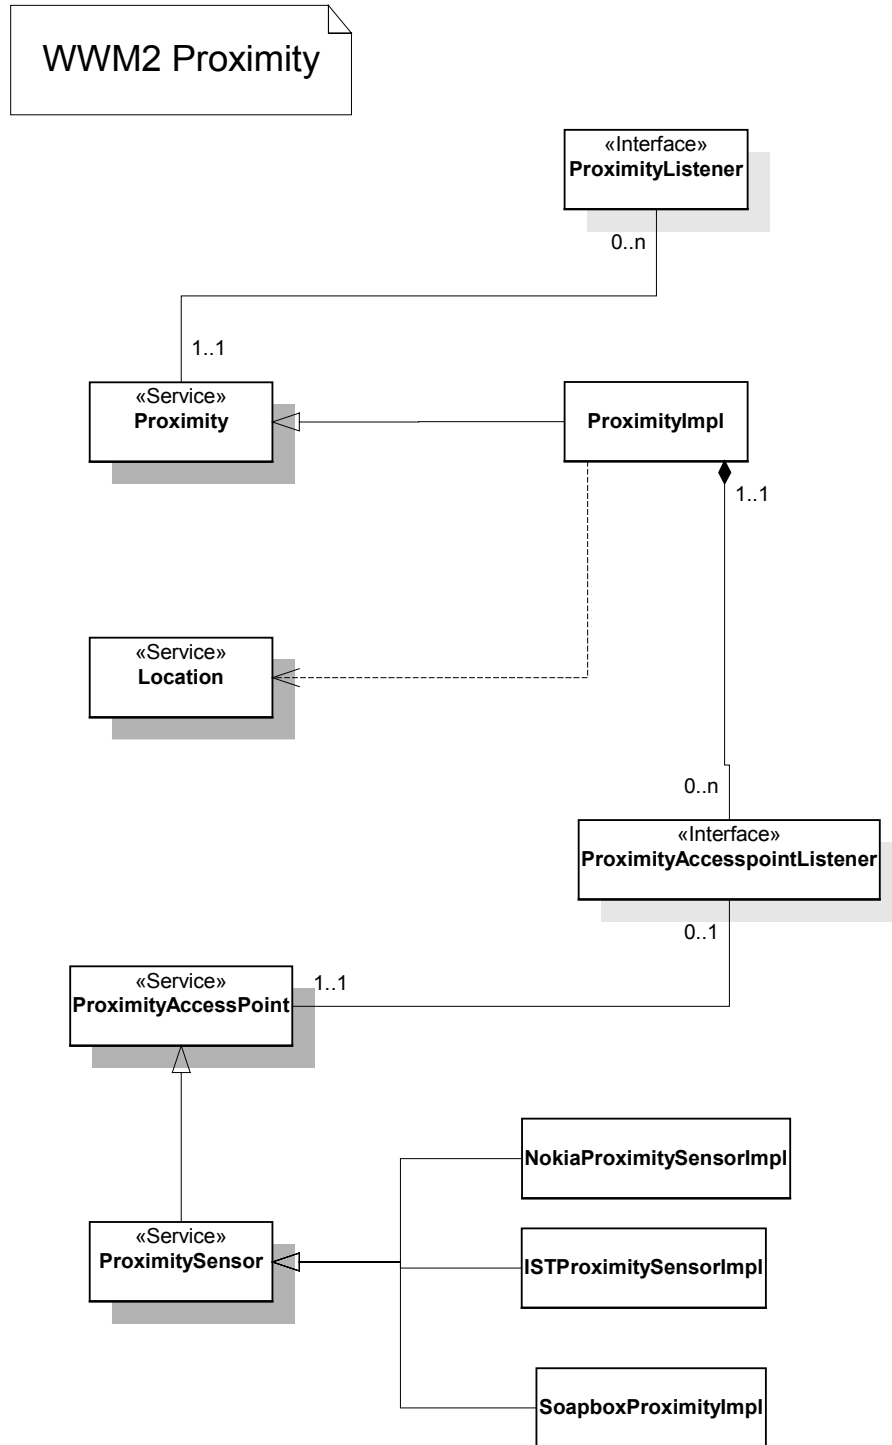 WWM2 Proximity
«Interface»
ProximityListener
0..n
1..1
«Service»
Proximity
ProximityImpl
1..1
«Service»
Location
0..n
«Interface»
ProximityAccesspointListener
0..1
«Service»
ProximityAccessPoint
1..1
NokiaProximitySensorImpl
«Service»
ProximitySensor
ISTProximitySensorImpl
SoapboxProximityImpl